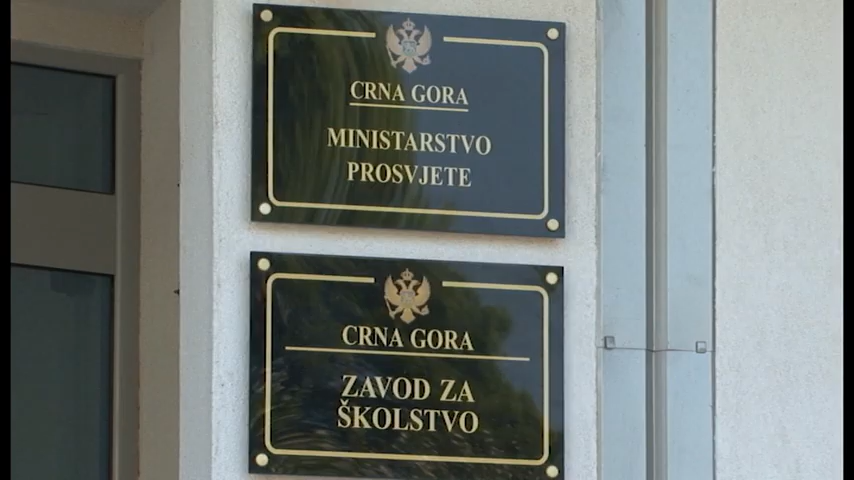 CRNA GORA
MINISTARSTVO
PROSVJETE
CRNA GORA
ZAVOD ZA
ŠKOLSTVO